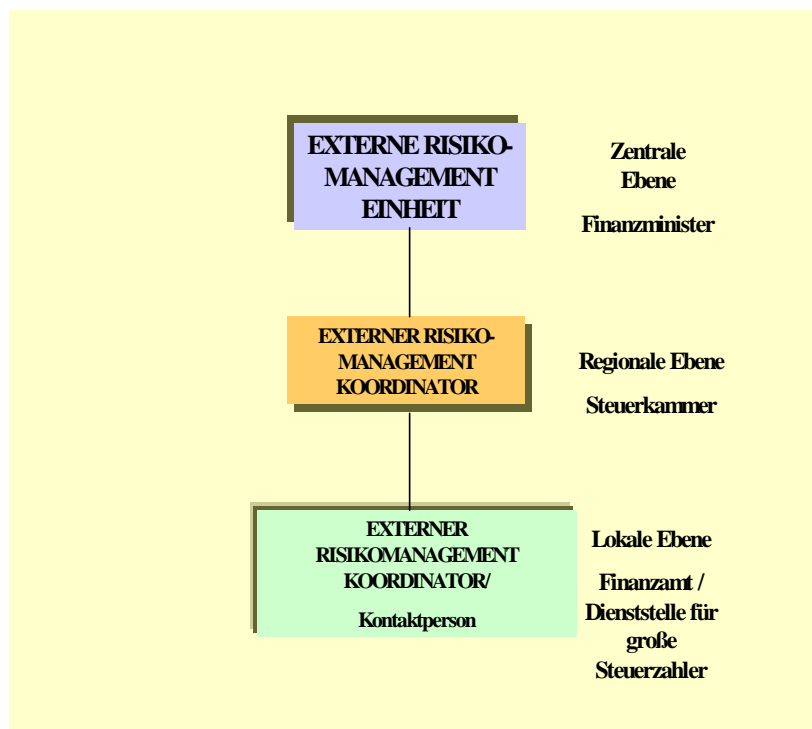 EXTERNE RISIKO-
MANAGEMENT
EINHEIT
Zentrale
Ebene
Finanzminister
EXTERNER RISIKO-
MANAGEMENT
KOORDINATOR
Regionale Ebene
Steuerkammer
EXTERNER
RISIKOMANAGEMENT
KOORDINATOR/
Kontaktperson
Lokale Ebene
Finanzamt /
Dienststelle für
große
Steuerzahler